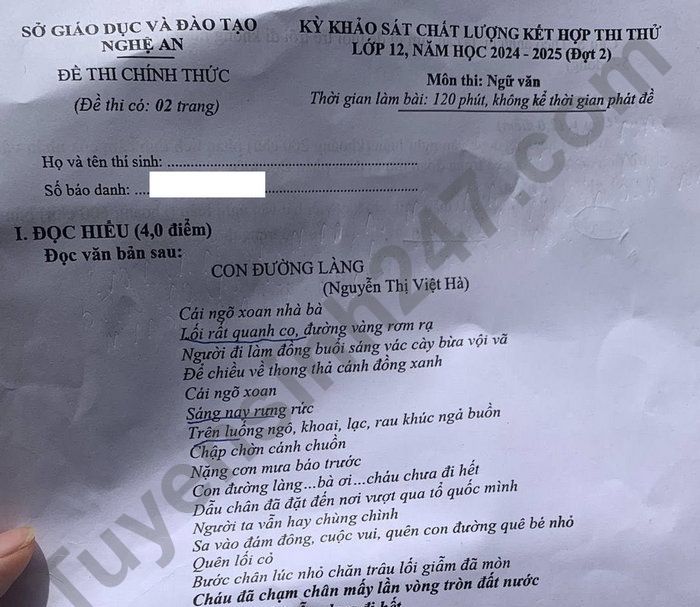 SỞ GIÁO DỤC VÀ ĐÀO TẠO
NGHỆ AN
ĐỀ THI CHÍNH THỨC
(Đề thi có: 02 trang)
KỲ KHẢO SÁT CHẤT LƯỢNG KẾT HỢP THI THỬ
LỚP 12, NĂM HỌC 2024 - 2025 (Đợt 2)
Môn thi: Ngữ văn
Thời gian làm bài: 120 phút, không kể thời gian phát đề
Họ và tên thí sinh: ...............................................................
Số báo danh: ...............................................................
I. ĐỌC HIỂU (4,0 điểm)
Đọc văn bản sau:
CON ĐƯỜNG LÀNG
(Nguyễn Thị Việt Hà)
Cái ngõ xoan nhà bà
Lối rất quanh co, đường vàng rơm rạ
Người đi làm đồng buổi sáng vác cày bừa vội vã
Để chiều về thong thả cánh đồng xanh
Cái ngõ xoan
Sáng nay rưng rức
Trên luống ngô, khoai, lạc, rau khúc ngả buồn
Chập chờn cánh chuồn
Nặng cơn mưa báo trước
Con đường làng...bà ơi...cháu chưa đi hết
Dẫu chân đã đặt đến nơi vượt qua tổ quốc mình
Người ta vẫn hay chùng chình
Sa vào đám đông, cuộc vui, quên con đường quê bé nhỏ
Quên lối cỏ
Bước chân lúc nhỏ chăn trâu lối giẫm đã mòn
Cháu đã chạm chân mấy lần vòng tròn đất nước
đi hết
Tuyensinh247.com